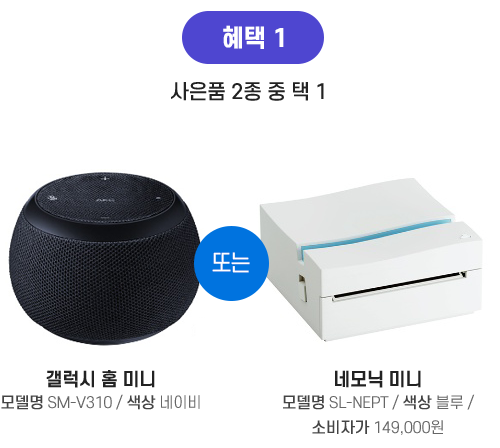 혜택 1
사은품 2종 중 택 1
AKG
또는
갤럭시 홈 미니
모델명 SM-V310 / 색상 네이비
네모닉 미니
모델명 SL-NEPT / 색상 블루 /
소비자가 149,000원